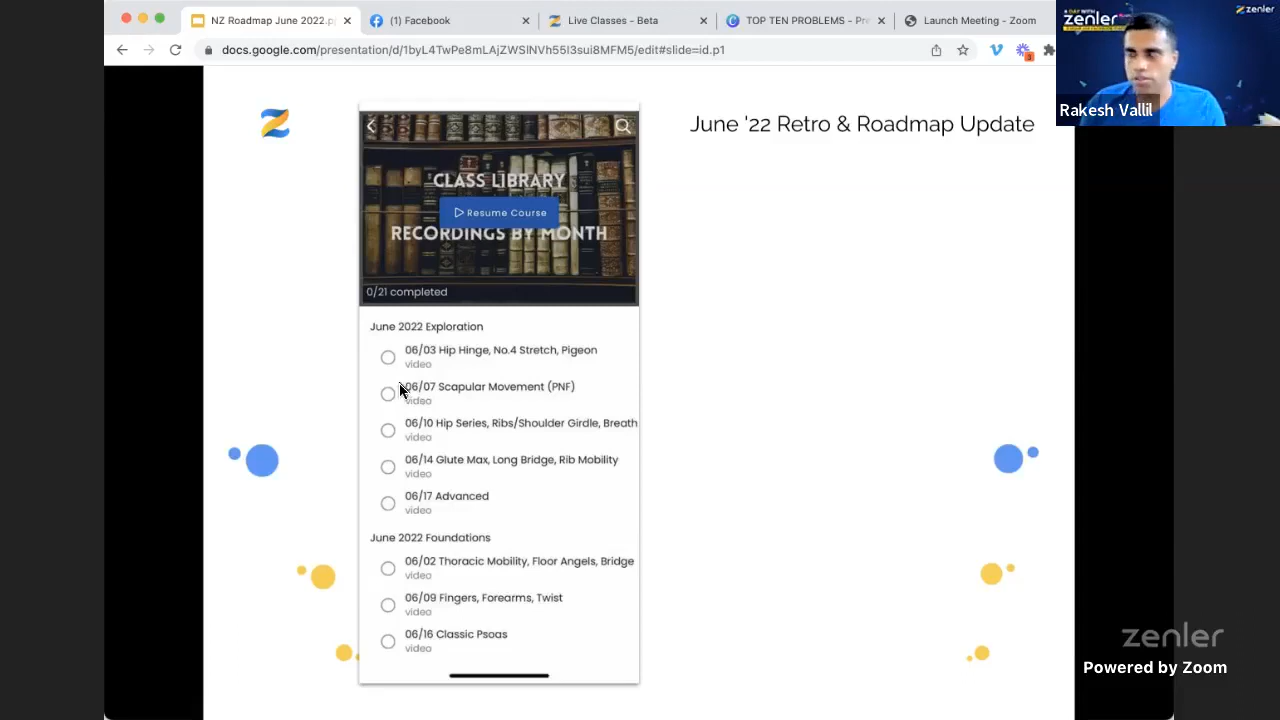 NZ Roadmap June 2022.p
(1) Facebook
Live Classes - Beta
TOP TEN PROBLEMS - Pre
Launch Meeting - Zoom
docs.google.com/presentation/d/1byL4TwPe8mLAjZWSlNVh55I3sui8MFM5/edit#slide=id.p1
3
A DAY WITH
zenler
zenler
Rakesh Vallil
June '22 Retro & Roadmap Update
CLASS LIBRARY
Resume Course
RECORDINGS BY MONTH
0/21 completed
June 2022 Exploration
06/03 Hip Hinge, No.4 Stretch, Pigeon
video
06/07 Scapular Movement (PNF)
video
06/10 Hip Series, Ribs/Shoulder Girdle, Breath
video
06/14 Glute Max, Long Bridge, Rib Mobility
video
06/17 Advanced
video
June 2022 Foundations
06/02 Thoracic Mobility, Floor Angels, Bridge
video
06/09 Fingers, Forearms, Twist
video
06/16 Classic Psoas
video
zenler
Powered by Zoom